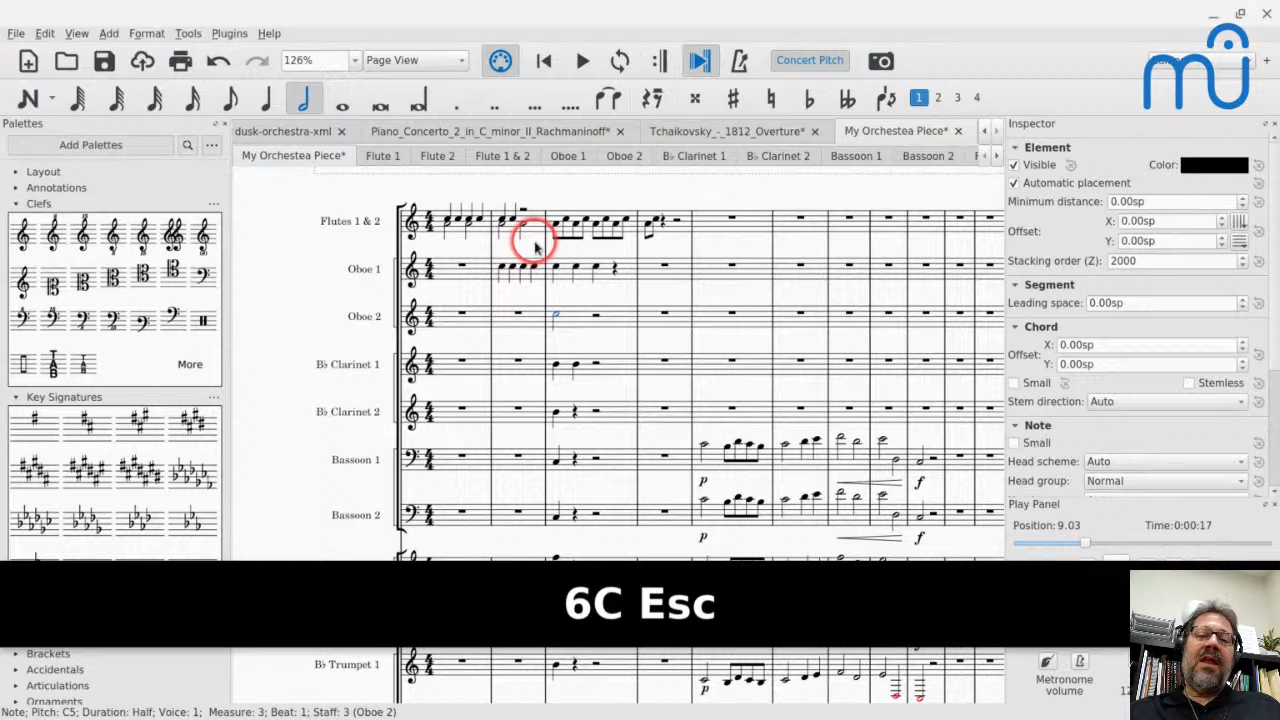 File Edit View Add Format Tools Plugins Help
126% Page View Concert Pitch
1 2 3 4
Palettes
dusk-orchestra-xml Piano_Concerto_2_in_C_minor_II_Rachmaninoff* Tchaikovsky_-_1812_Overture* My Orchestea Piece*
Inspector
Add Palettes
My Orchestea Piece* Flute 1 Flute 2 Flute 1 & 2 Oboe 1 Oboe 2 B♭ Clarinet 1 B♭ Clarinet 2 Bassoon 1 Bassoon 2
Layout
Annotations
Clefs
More
Key Signatures
Brackets
Accidentals
Articulations
Ornaments
Flutes 1 & 2
Oboe 1
Oboe 2
B♭ Clarinet 1
B♭ Clarinet 2
Bassoon 1
p f
Bassoon 2
p f
B♭ Trumpet 1
p
Element
Visible Color:
Automatic placement
Minimum distance: 0.00sp
Offset: X: 0.00sp
Y: 0.00sp
Stacking order (Z): 2000
Segment
Leading space: 0.00sp
Chord
Offset: X: 0.00sp
Y: 0.00sp
Small Stemless
Stem direction: Auto
Note
Small
Head scheme: Auto
Head group: Normal
Play Panel
Position: 9.03 Time:0:00:17
6C Esc
Metronome
volume
Note; Pitch: C5; Duration: Half; Voice: 1; Measure: 3; Beat: 1; Staff: 3 (Oboe 2)